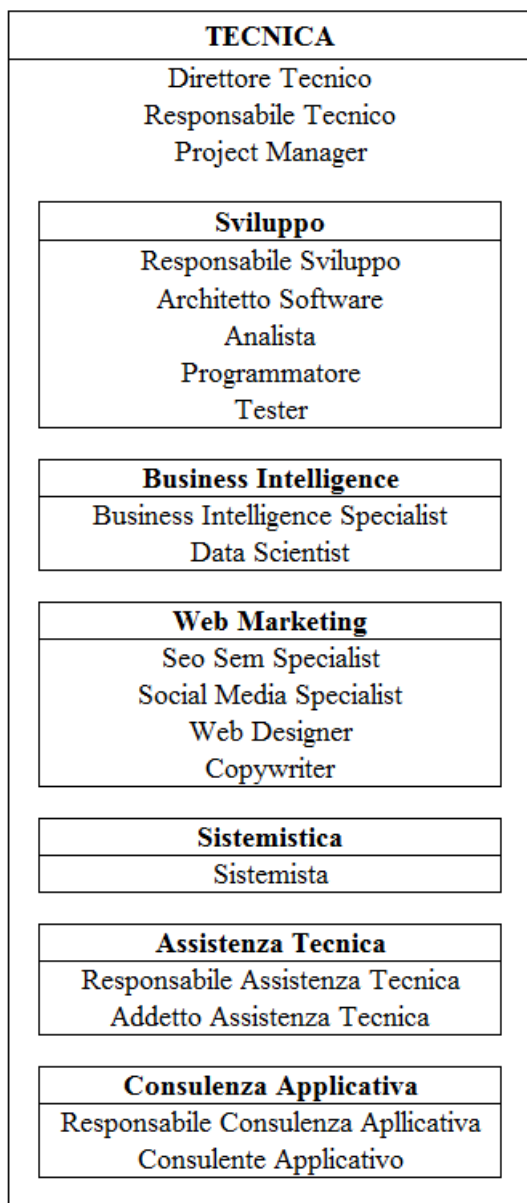 TECNICA
Direttore Tecnico
Responsabile Tecnico
Project Manager
Sviluppo
Responsabile Sviluppo
Architetto Software
Analista
Programmatore
Tester
Business Intelligence
Business Intelligence Specialist
Data Scientist
Web Marketing
Seo Sem Specialist
Social Media Specialist
Web Designer
Copywriter
Sistemistica
Sistemista
Assistenza Tecnica
Responsabile Assistenza Tecnica
Addetto Assistenza Tecnica
Consulenza Applicativa
Responsabile Consulenza Apllicativa
Consulente Applicativo